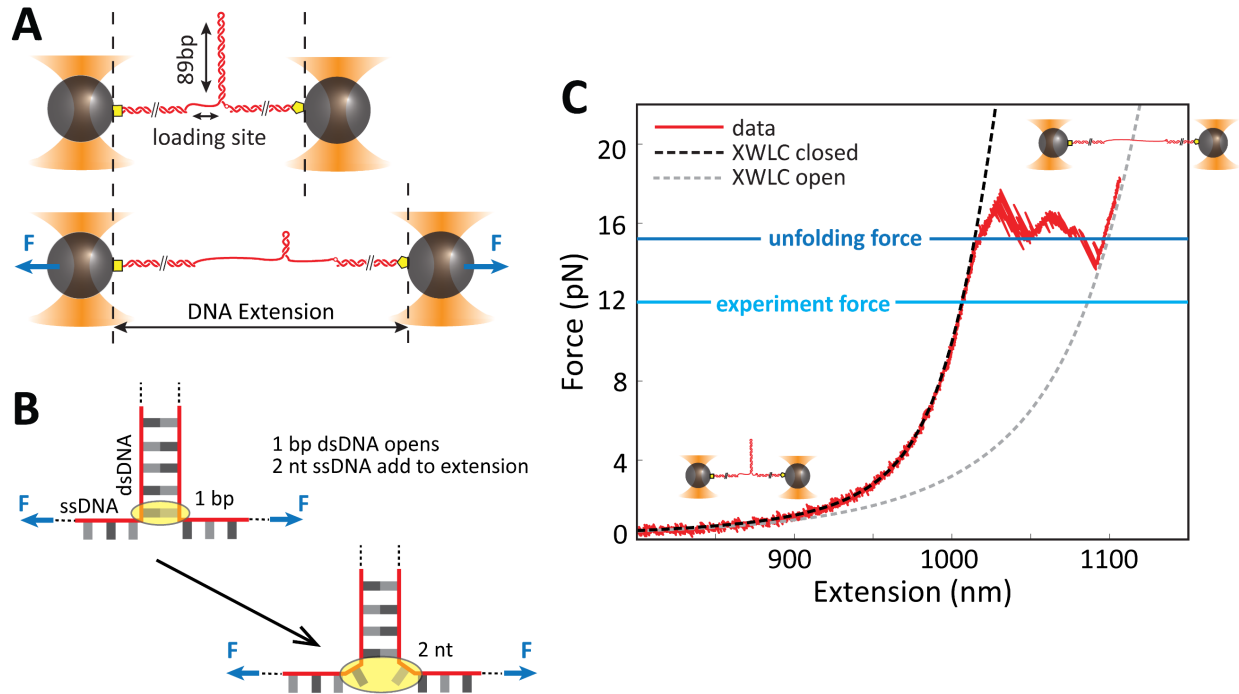 A
89bp
loading site
F
F
DNA Extension
B
dsDNA
ssDNA
1 bp
F
F
1 bp dsDNA opens
2 nt ssDNA add to extension
2 nt
F
F
C
data
XWLC closed
XWLC open
unfolding force
experiment force
Force (pN)
20
16
12
8
4
0
900
1000
1100
Extension (nm)